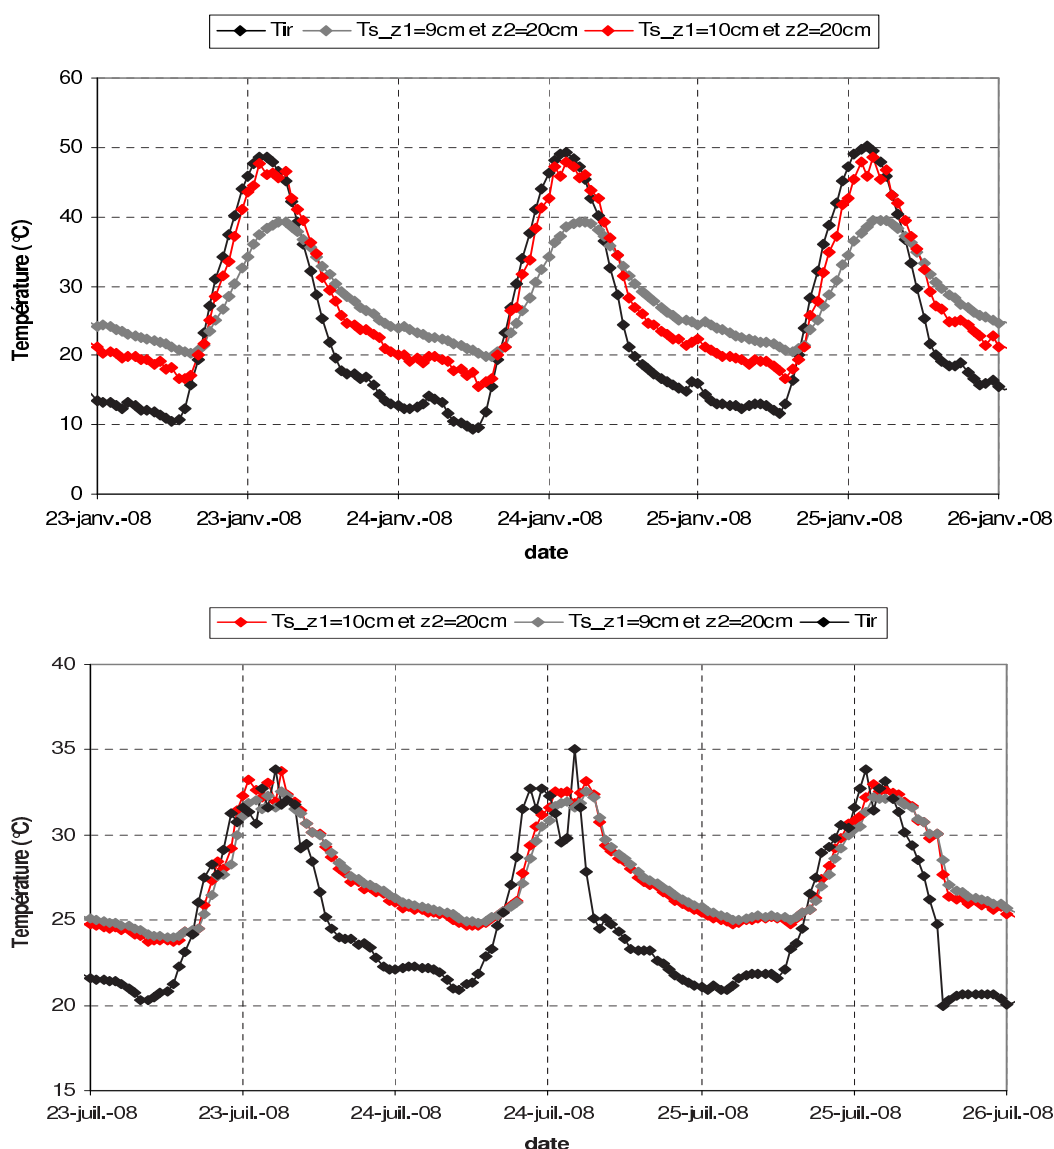 Tir Ts_z1=9cm et z2=20cm Ts_z1=10cm et z2=20cm
60
50
40
30
20
10
0
Température (°C)
23-janv.-08 23-janv.-08 24-janv.-08 24-janv.-08 25-janv.-08 25-janv.-08 26-janv.-08
date
Ts_z1=10cm et z2=20cm Ts_z1=9cm et z2=20cm Tir
40
35
30
25
20
15
Température (°C)
23-juil.-08 23-juil.-08 24-juil.-08 24-juil.-08 25-juil.-08 25-juil.-08 26-juil.-08
date